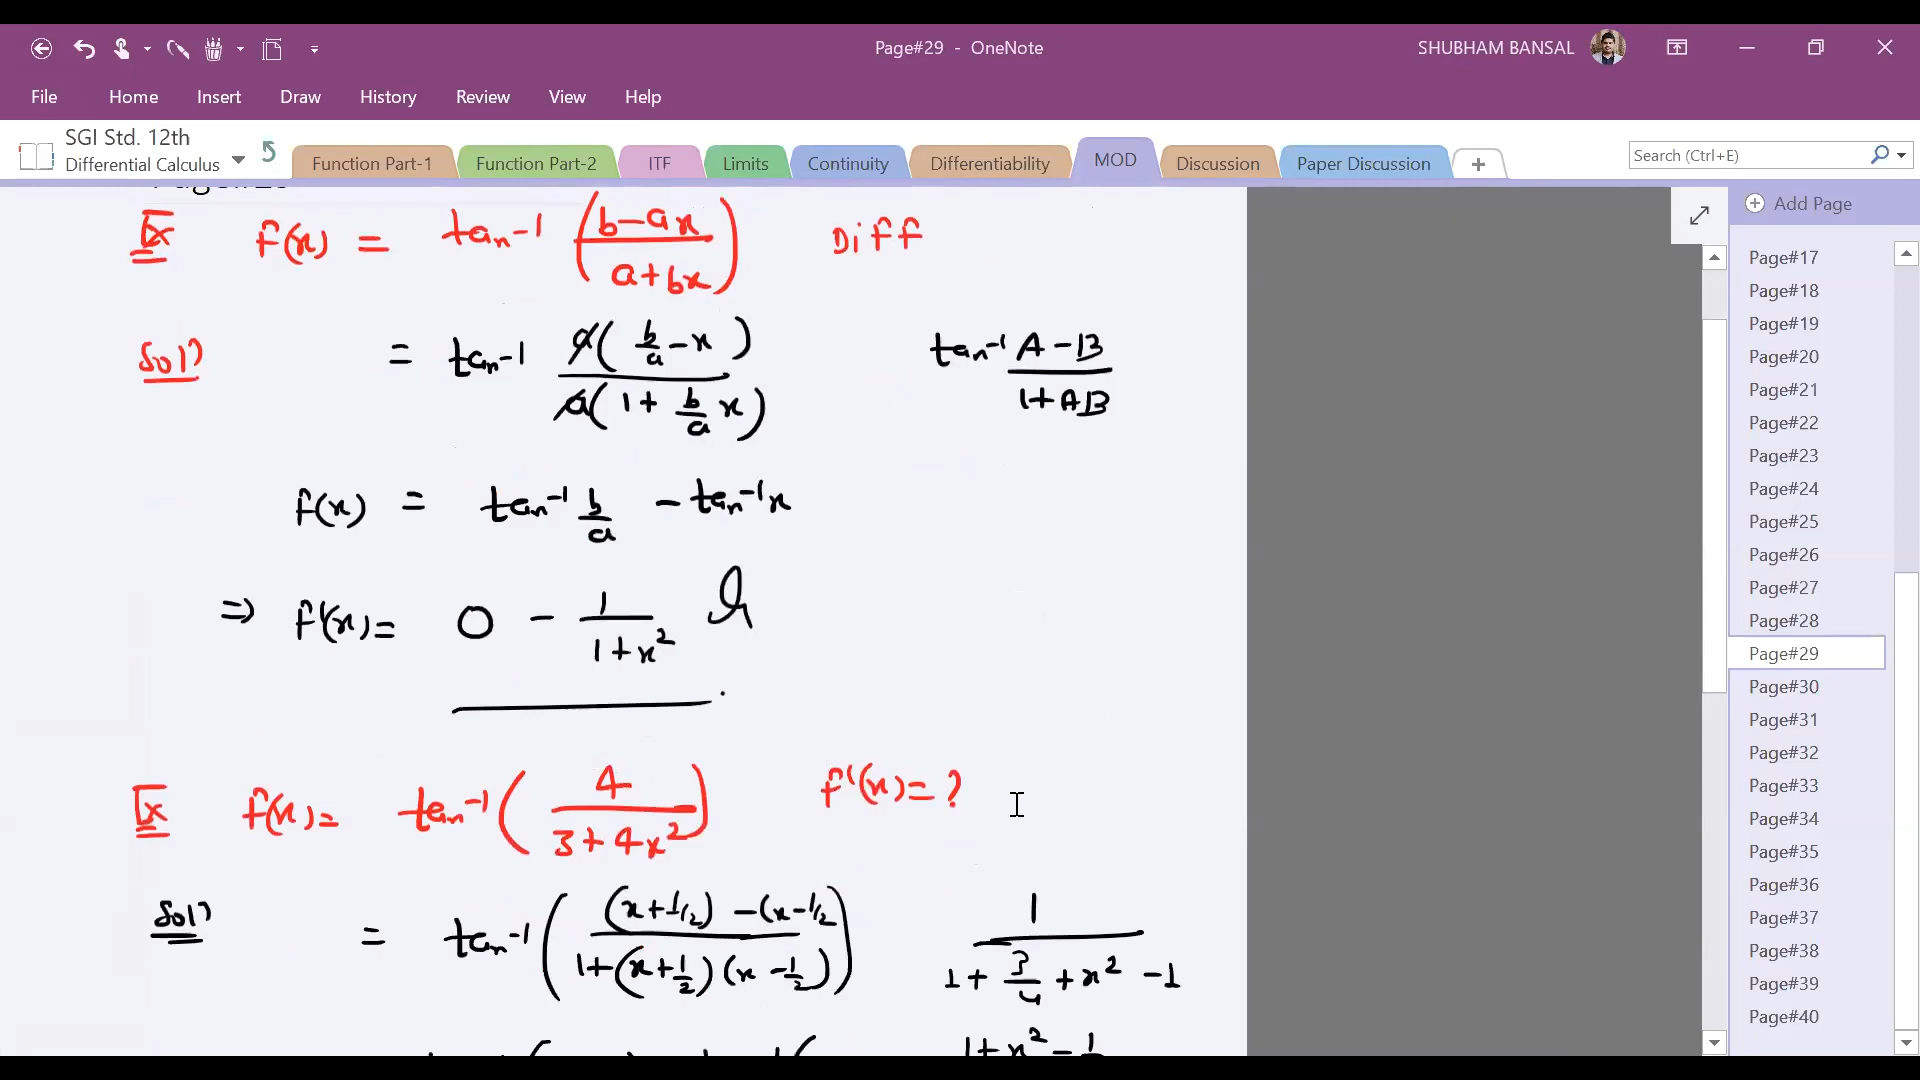 Page#29 - OneNote
SHUBHAM BANSAL
File Home Insert Draw History Review View Help
SGI Std. 12th
Differential Calculus
Function Part-1 Function Part-2 ITF Limits Continuity Differentiability MOD Discussion Paper Discussion
Search (Ctrl+E)
Add Page
Ex f(x) = tan⁻¹ ((b-ax)/(a+bx)) Diff
Solⁿ = tan⁻¹ (a(b/a - x))/(a(1 + b/a x)) tan⁻¹ (A-B)/(1+AB)
f(x) = tan⁻¹ b/a - tan⁻¹x
⇒ f'(x) = 0 - 1/(1+x²)
Ex f(x) = tan⁻¹ (4/(3+4x²)) f'(x) = ?
Solⁿ = tan⁻¹ (((x+1/2) - (x-1/2)/(1+(x+1/2)(x-1/2))) 1/(1 + 3/4 + x² - 1)
Page#17
Page#18
Page#19
Page#20
Page#21
Page#22
Page#23
Page#24
Page#25
Page#26
Page#27
Page#28
Page#29
Page#30
Page#31
Page#32
Page#33
Page#34
Page#35
Page#36
Page#37
Page#38
Page#39
Page#40